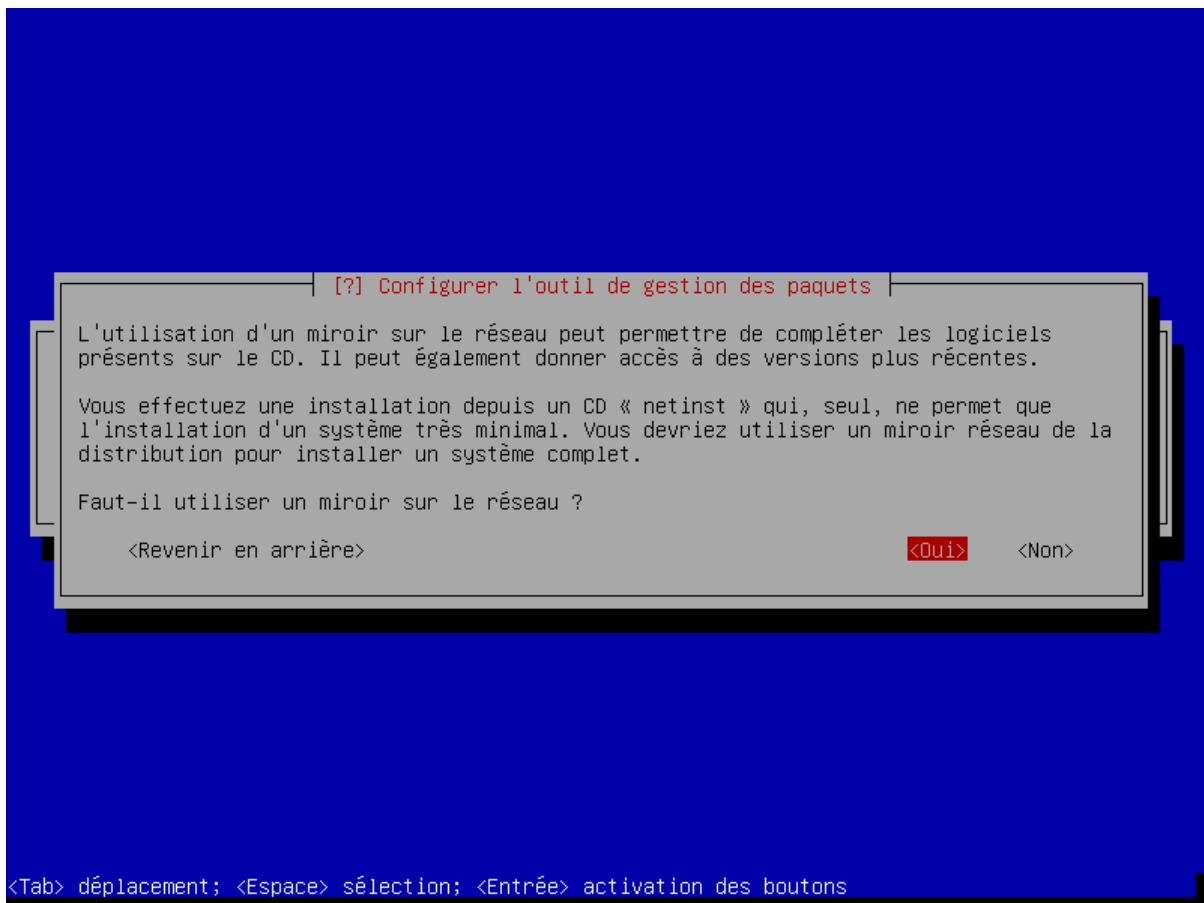 [?] Configurer l'outil de gestion des paquets
L'utilisation d'un miroir sur le réseau peut permettre de compléter les logiciels
présents sur le CD. Il peut également donner accès à des versions plus récentes.
Vous effectuez une installation depuis un CD « netinst » qui, seul, ne permet que
l'installation d'un système très minimal. Vous devriez utiliser un miroir réseau de la
distribution pour installer un système complet.
Faut-il utiliser un miroir sur le réseau ?
<Revenir en arrière> <Oui> <Non>
<Tab> déplacement; <Espace> sélection; <Entrée> activation des boutons